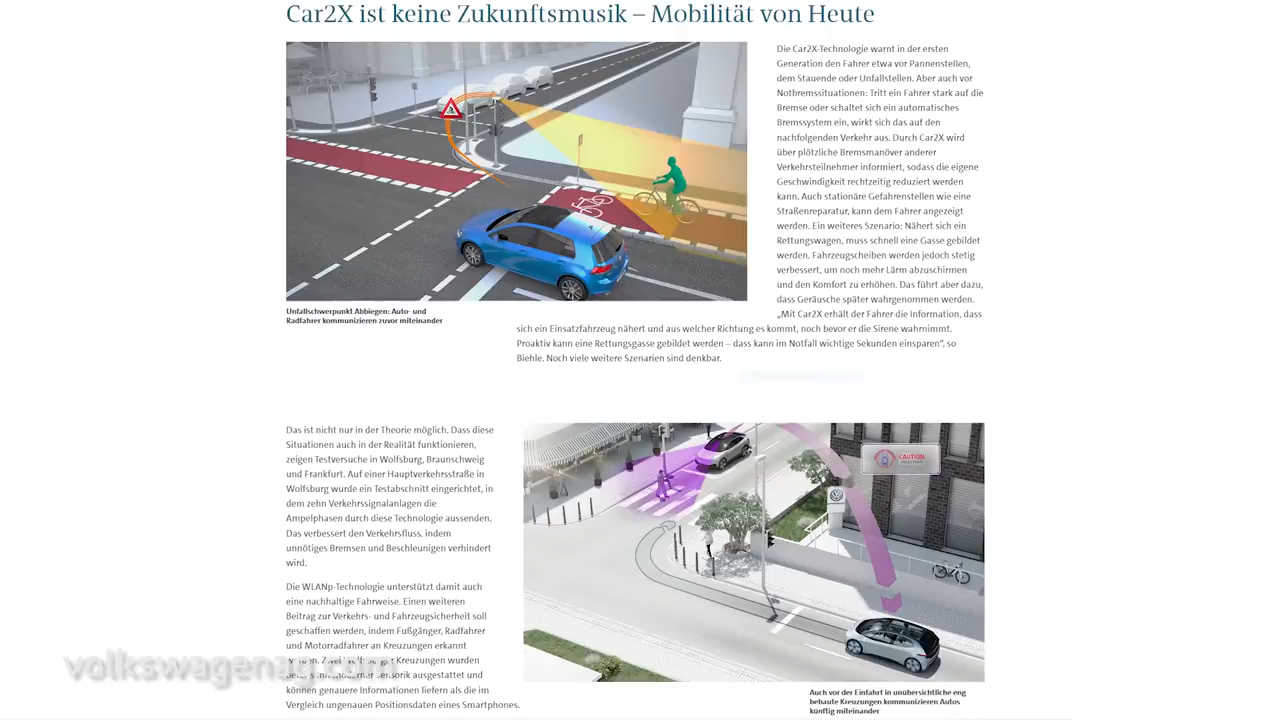 Car2X ist keine Zukunftsmusik – Mobilität von Heute
Die Car2X-Technologie warnt in der ersten
Generation den Fahrer etwa vor Pannenstellen,
dem Stauende oder Unfallstellen. Aber auch vor
Notbremssituationen: Tritt ein Fahrer stark auf die
Bremse oder schaltet sich ein automatisches
Bremssystem ein, wirkt sich das auf den
nachfolgenden Verkehr aus. Durch Car2X wird
über plötzliche Bremsmanöver anderer
Verkehrsteilnehmer informiert, sodass die eigene
Geschwindigkeit rechtzeitig reduziert werden
kann. Auch stationäre Gefahrenstellen wie eine
Straßenreparatur, kann dem Fahrer angezeigt
werden. Ein weiteres Szenario: Nähert sich ein
Rettungswagen, muss schnell eine Gasse gebildet
werden. Fahrzeugscheiben werden jedoch stetig
verbessert, um noch mehr Lärm abzuschirmen
und den Komfort zu erhöhen. Das führt aber dazu,
dass Geräusche später wahrgenommen werden.
„Mit Car2X erhält der Fahrer die Information, dass
sich ein Einsatzfahrzeug nähert und aus welcher Richtung es kommt, noch bevor er die Sirene wahrnimmt.
Proaktiv kann eine Rettungsgasse gebildet werden – dass kann im Notfall wichtige Sekunden einsparen“, so
Biehle. Noch viele weitere Szenarien sind denkbar.
Unfallschwerpunkt Abbiegen: Auto- und
Radfahrer kommunizieren zuvor miteinander
Das ist nicht nur in der Theorie möglich. Dass diese
Situationen auch in der Realität funktionieren,
zeigen Testversuche in Wolfsburg, Braunschweig
und Frankfurt. Auf einer Hauptverkehrsstraße in
Wolfsburg wurde ein Testabschnitt eingerichtet, in
dem zehn Verkehrssignalanlagen die
Ampelphasen durch diese Technologie aussenden.
Das verbessert den Verkehrsfluss, indem
unnötiges Bremsen und Beschleunigen verhindert
wird.
Die WLANp-Technologie unterstützt damit auch
eine nachhaltige Fahrweise. Einen weiteren
Beitrag zur Verkehrs- und Fahrzeugsicherheit soll
geschaffen werden, indem Fußgänger, Radfahrer
und Motorradfahrer an Kreuzungen erkannt
werden. Zwei Wolfsburger Kreuzungen wurden
bereits mit moderner Sensorik ausgestattet und
können genauere Informationen liefern als die im
Vergleich ungenauen Positionsdaten eines Smartphones.
CAUTION
Auch vor der Einfahrt in unübersichtliche eng
bebaute Kreuzungen kommunizieren Autos
künftig miteinander
volkswagenag.com